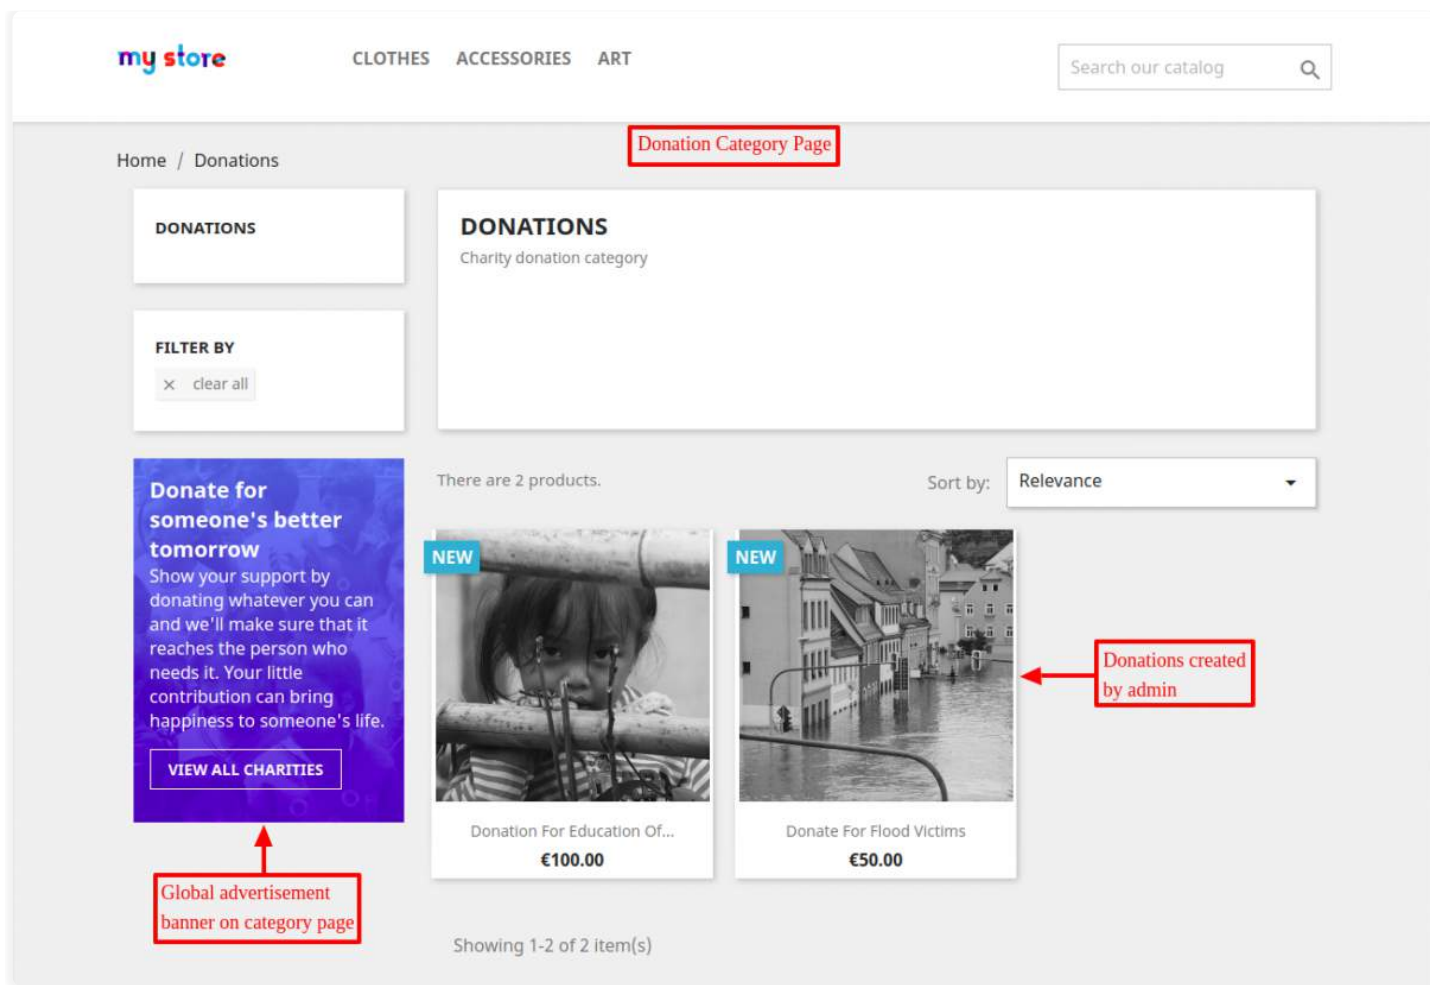 my store
CLOTHES ACCESSORIES ART
Search our catalog
Donation Category Page
Home / Donations
DONATIONS
DONATIONS
Charity donation category
FILTER BY
× clear all
Donate for
someone's better
tomorrow
Show your support by
donating whatever you can
and we'll make sure that it
reaches the person who
needs it. Your little
contribution can bring
happiness to someone's life.
VIEW ALL CHARITIES
Global advertisement
banner on category page
There are 2 products.
Sort by: Relevance
NEW
Donation For Education Of...
€100.00
NEW
Donate For Flood Victims
€50.00
Donations created
by admin
Showing 1-2 of 2 item(s)